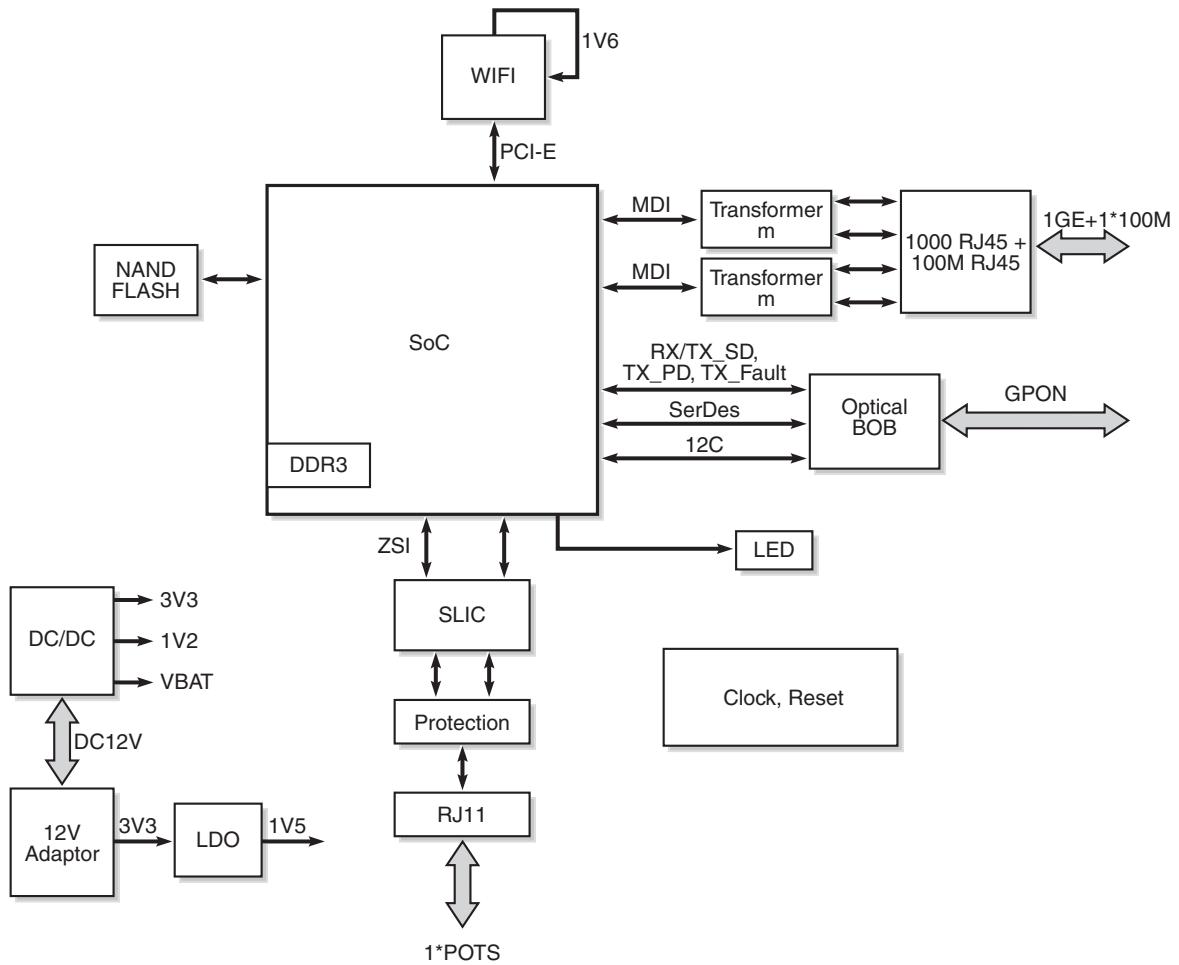 1V6
WIFI
PCI-E
MDI
Transformer
m
1GE+1*100M
1000 RJ45 +
100M RJ45
NAND
FLASH
MDI
Transformer
m
SoC
RX/TX_SD,
TX_PD, TX_Fault
Optical
BOB
GPON
SerDes
12C
DDR3
ZSI
LED
DC/DC
3V3
1V2
VBAT
SLIC
Clock, Reset
Protection
DC12V
RJ11
12V
Adaptor
3V3
LDO
1V5
1*POTS